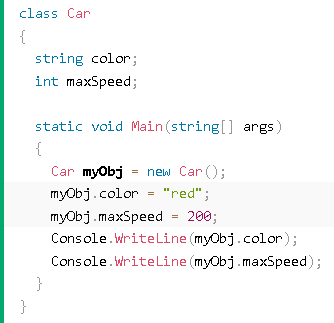 class Car
{
  string color;
  int maxSpeed;

  static void Main(string[] args)
  {
    Car myObj = new Car();
    myObj.color = "red";
    myObj.maxSpeed = 200;
    Console.WriteLine(myObj.color);
    Console.WriteLine(myObj.maxSpeed);
  }
}